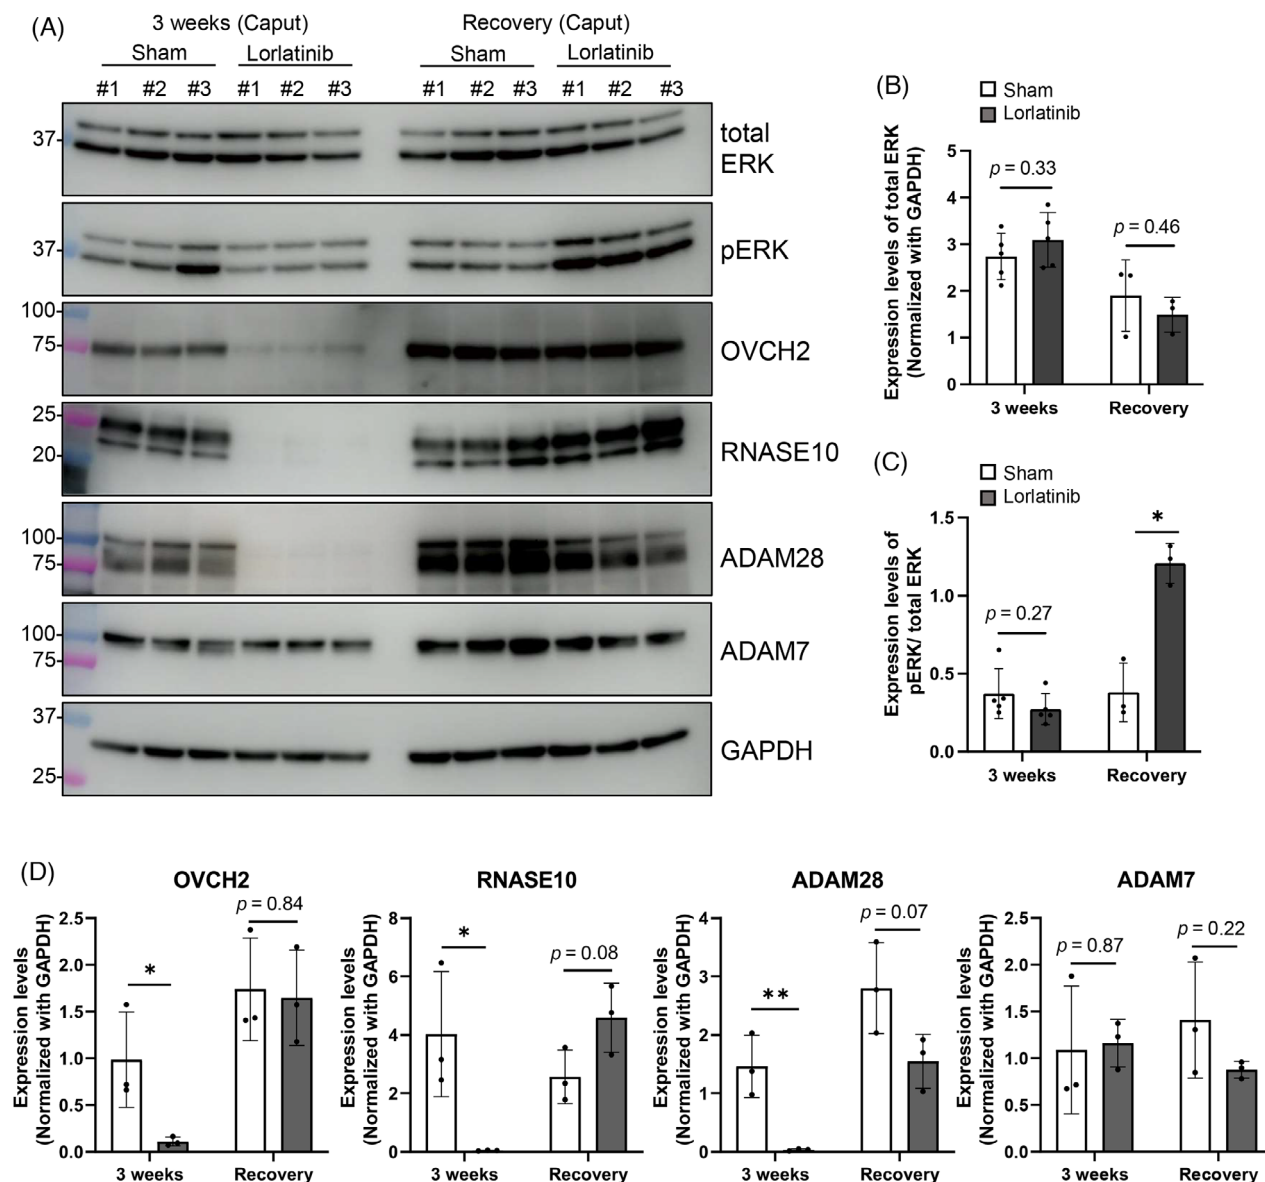 (A)
3 weeks (Caput) Recovery (Caput)
Sham Lorlatinib Sham Lorlatinib
#1 #2 #3 #1 #2 #3 #1 #2 #3 #1 #2 #3
37- total
ERK
37- pERK
100-
75- OVCH2
25-
20- RNASE10
100-
75- ADAM28
100-
75- ADAM7
37-
25- GAPDH
(B)
Sham
Lorlatinib
Expression levels of total ERK
(Normalized with GAPDH)
5
4
3
2
1
0
p = 0.33
p = 0.46
3 weeks Recovery
(C)
Sham
Lorlatinib
Expression levels of
pERK/ total ERK
1.5
1.0
0.5
0.0
p = 0.27
*
3 weeks Recovery
(D)
OVCH2
Expression levels
(Normalized with GAPDH)
2.5
2.0
1.5
1.0
0.5
0.0
*
p = 0.84
3 weeks Recovery
RNASE10
Expression levels
(Normalized with GAPDH)
8
6
4
2
0
*
p = 0.08
3 weeks Recovery
ADAM28
Expression levels
(Normalized with GAPDH)
4
3
2
1
0
**
p = 0.07
3 weeks Recovery
ADAM7
Expression levels
(Normalized with GAPDH)
2.5
2.0
1.5
1.0
0.5
0.0
p = 0.87
p = 0.22
3 weeks Recovery